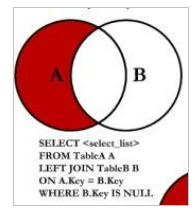 A
B
SELECT <select_list>
FROM TableA A
LEFT JOIN TableB B
ON A.Key = B.Key
WHERE B.Key IS NULL